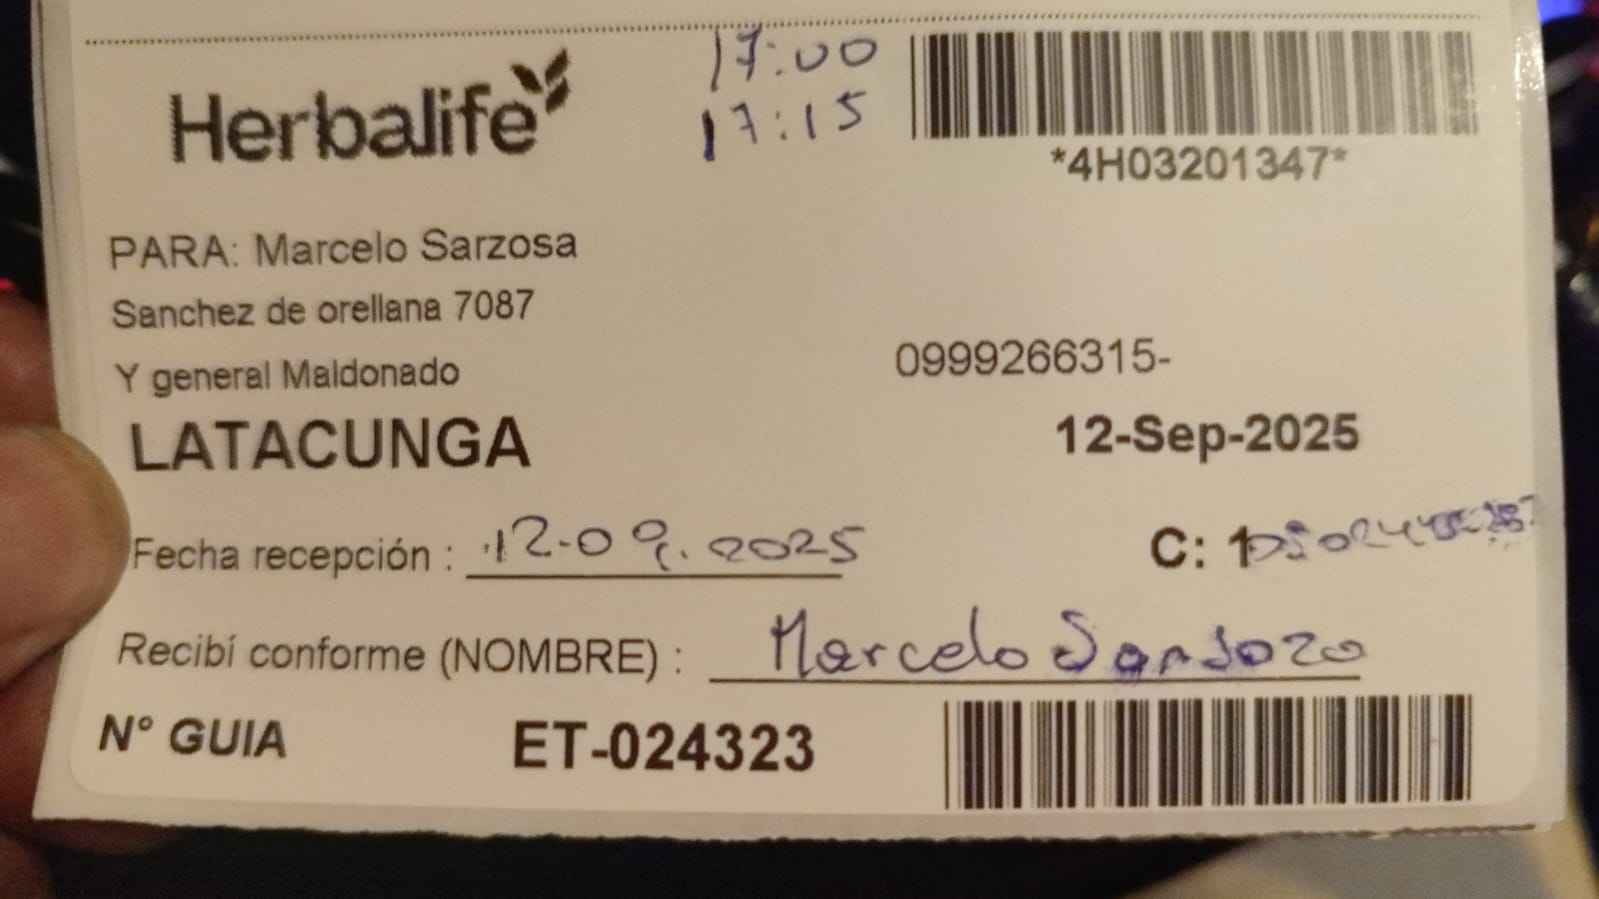 Herbalife
17:00
17:15
*4H03201347*
PARA: Marcelo Sarzosa
Sanchez de orellana 7087
Y general Maldonado
0999266315-
LATACUNGA
12-Sep-2025
Fecha recepción : 12-09-2025
C: 1
Recibí conforme (NOMBRE) : Marcelo
N° GUIA ET-024323